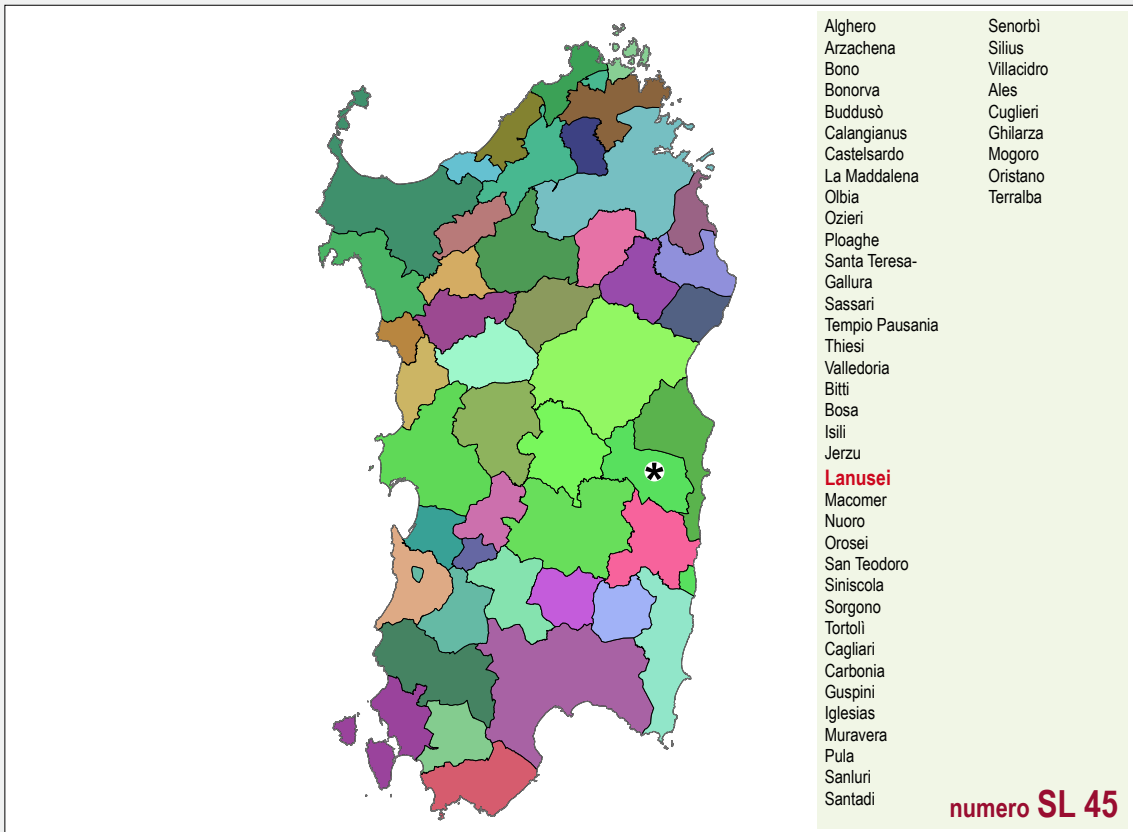 Alghero
Arzachena
Bono
Bonorva
Buddusò
Calangianus
Castelsardo
La Maddalena
Olbia
Ozieri
Ploaghe
Santa Teresa-
Gallura
Sassari
Tempio Pausania
Thiesi
Valledoria
Bitti
Bosa
Isili
Jerzu
Lanusei
Macomer
Nuoro
Orosei
San Teodoro
Siniscola
Sorgono
Tortolì
Cagliari
Carbonia
Guspini
Iglesias
Muravera
Pula
Sanluri
Santadi
Senorbì
Silius
Villacidro
Ales
Cuglieri
Ghilarza
Mogoro
Oristano
Terralba
*
numero SL 45